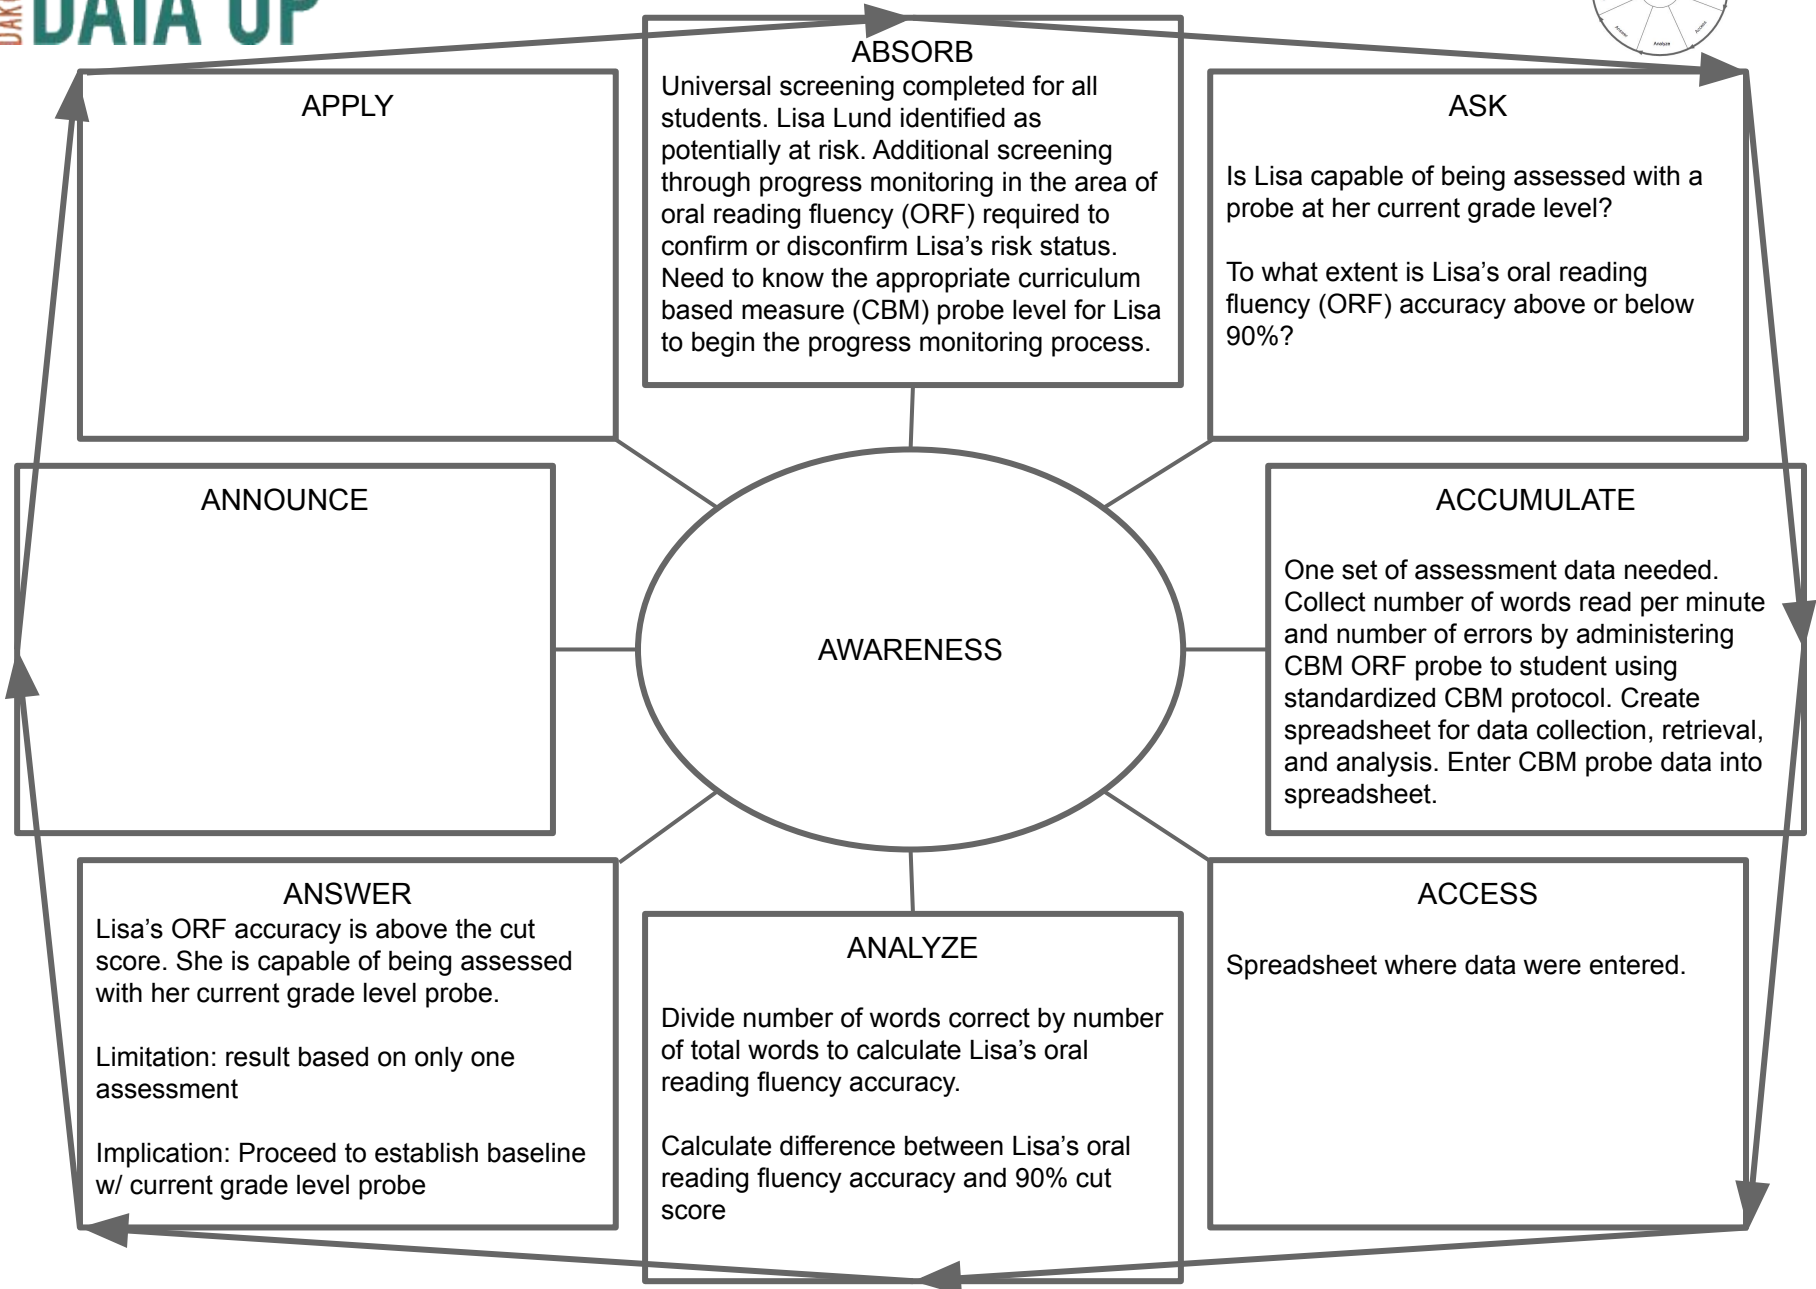 DATA UP
Analyze
ABSORB
Universal screening completed for all
students. Lisa Lund identified as
potentially at risk. Additional screening
through progress monitoring in the area of
oral reading fluency (ORF) required to
confirm or disconfirm Lisa’s risk status.
Need to know the appropriate curriculum
based measure (CBM) probe level for Lisa
to begin the progress monitoring process.
ASK
Is Lisa capable of being assessed with a
probe at her current grade level?
To what extent is Lisa’s oral reading
fluency (ORF) accuracy above or below
90%?
ACCUMULATE
One set of assessment data needed.
Collect number of words read per minute
and number of errors by administering
CBM ORF probe to student using
standardized CBM protocol. Create
spreadsheet for data collection, retrieval,
and analysis. Enter CBM probe data into
spreadsheet.
ACCESS
Spreadsheet where data were entered.
ANALYZE
Divide number of words correct by number
of total words to calculate Lisa’s oral
reading fluency accuracy.
Calculate difference between Lisa’s oral
reading fluency accuracy and 90% cut
score
ANSWER
Lisa’s ORF accuracy is above the cut
score. She is capable of being assessed
with her current grade level probe.
Limitation: result based on only one
assessment
Implication: Proceed to establish baseline
w/ current grade level probe
ANNOUNCE
APPLY
AWARENESS